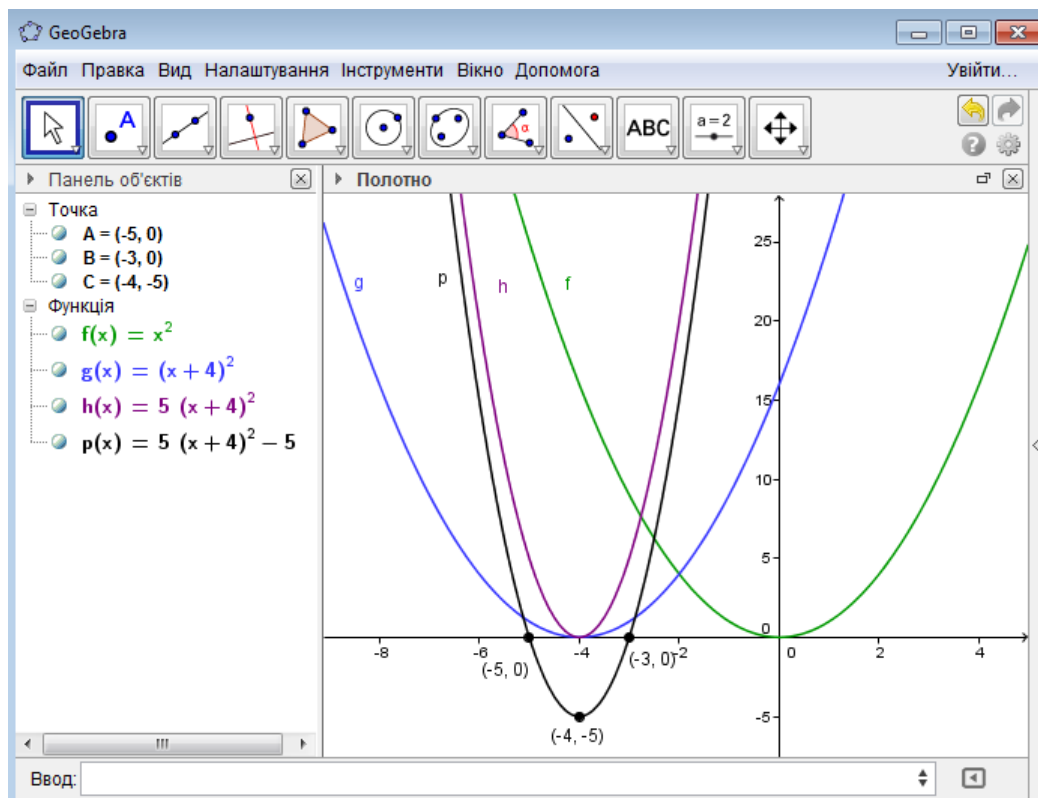 GeoGebra
Файл Правка Вид Налаштування Інструменти Вікно Допомога Увійти...
A α ABC a=2
Панель об'єктів
Полотно
Точка
A = (-5, 0)
B = (-3, 0)
C = (-4, -5)
Функція
f(x) = x²
g(x) = (x + 4)²
h(x) = 5 (x + 4)²
p(x) = 5 (x + 4)² − 5
g p h f
25
20
15
10
5
0
-8 -6 -4 -2 0 2 4
(-5, 0) (-3, 0)
-5
(-4, -5)
Ввод: